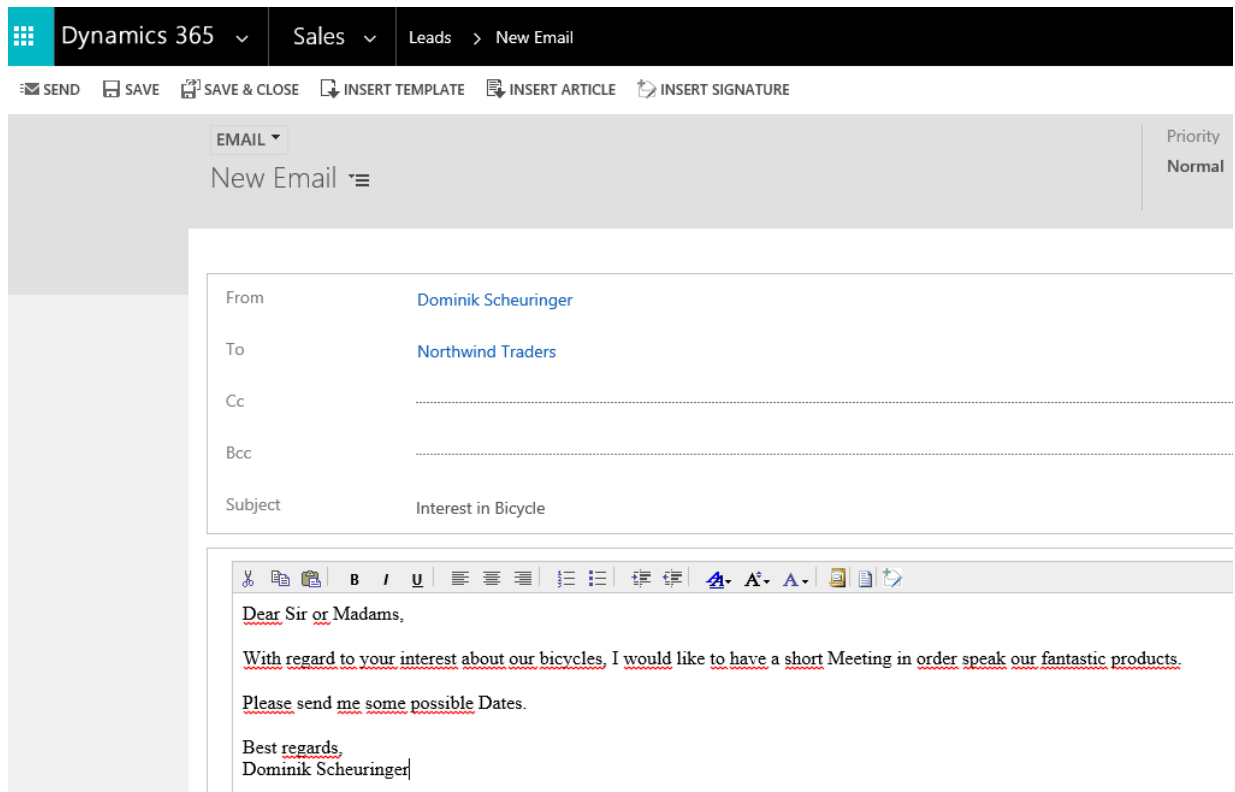 Dynamics 365 Sales Leads > New Email
SEND SAVE SAVE & CLOSE INSERT TEMPLATE INSERT ARTICLE INSERT SIGNATURE
EMAIL
New Email
Priority
Normal
From Dominik Scheuringer
To Northwind Traders
Cc
Bcc
Subject Interest in Bicycle
B I U A A A
Dear Sir or Madams,
With regard to your interest about our bicycles, I would like to have a short Meeting in order speak our fantastic products.
Please send me some possible Dates.
Best regards,
Dominik Scheuringer